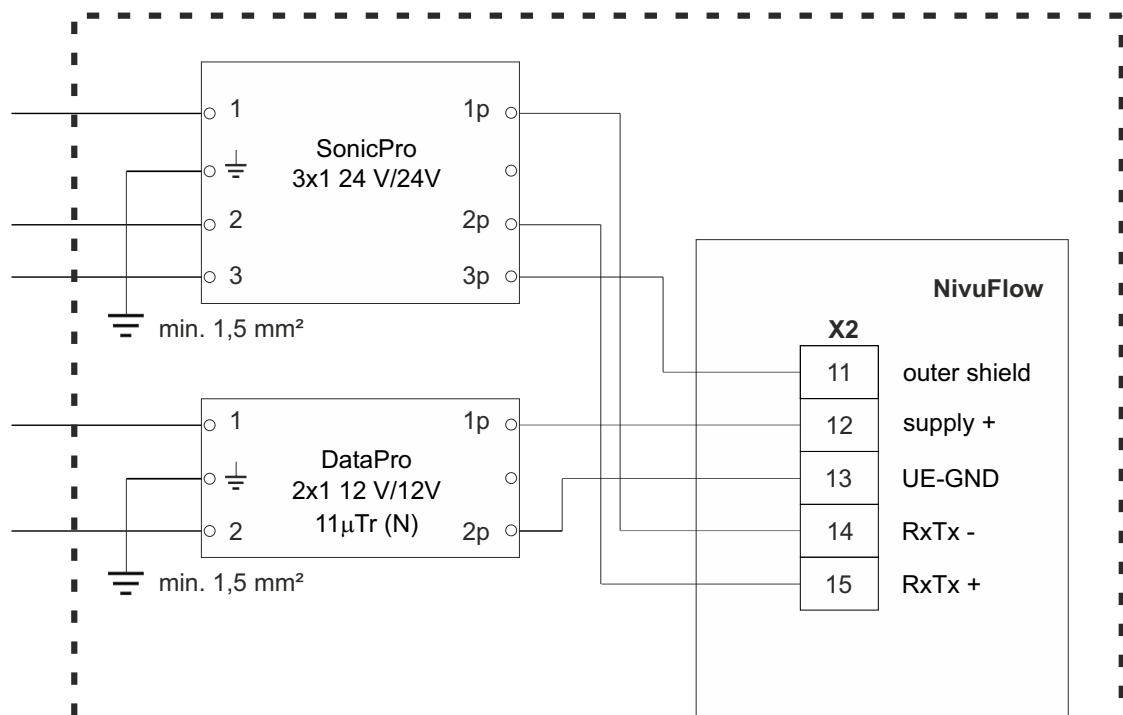 1
1p
SonicPro
3x1 24 V/24V
2
2p
3
3p
min. 1,5 mm²
1
1p
DataPro
2x1 12 V/12V
11µTr (N)
2
2p
min. 1,5 mm²
NivuFlow
X2
11 outer shield
12 supply +
13 UE-GND
14 RxTx -
15 RxTx +